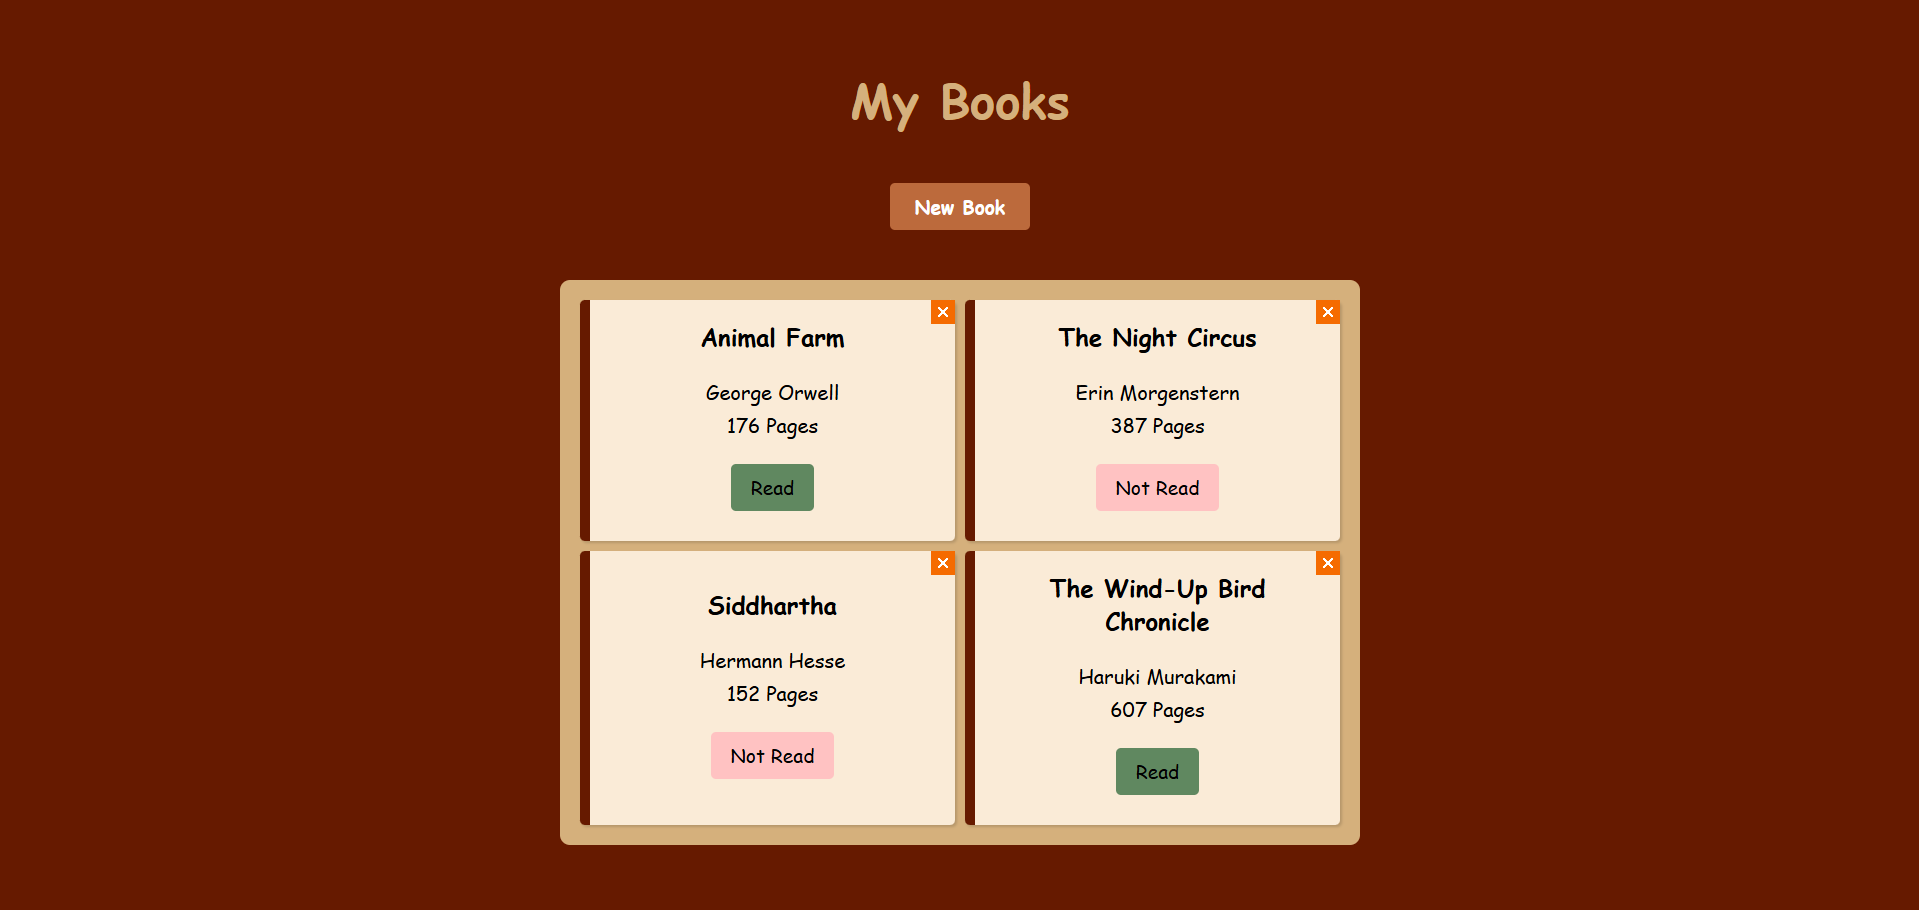 My Books
New Book
Animal Farm
George Orwell
176 Pages
Read
The Night Circus
Erin Morgenstern
387 Pages
Not Read
Siddhartha
Hermann Hesse
152 Pages
Not Read
The Wind-Up Bird
Chronicle
Haruki Murakami
607 Pages
Read